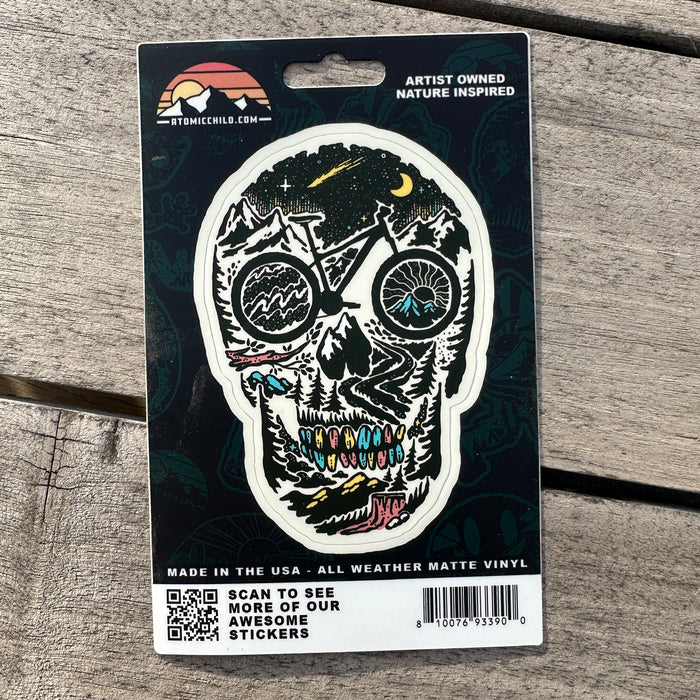 ATOMICCHILD.COM
ARTIST OWNED
NATURE INSPIRED
MADE IN THE USA - ALL WEATHER MATTE VINYL
SCAN TO SEE
MORE OF OUR
AWESOME
STICKERS
8 10076 93390 0